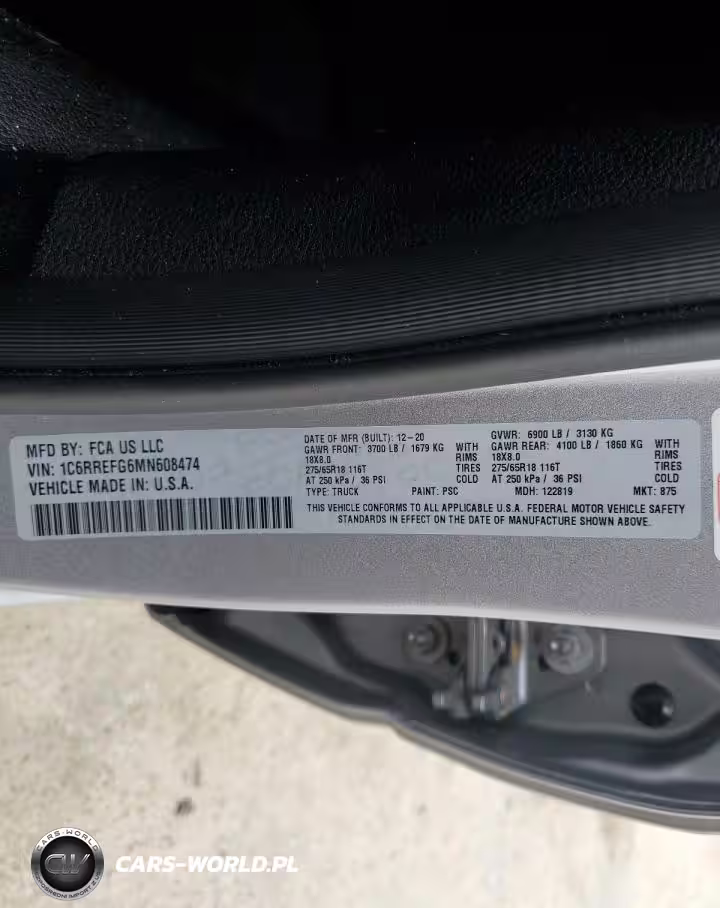 MFD BY: FCA US LLC
VIN: 1C6RREFG6MN608474
VEHICLE MADE IN: U.S.A.
DATE OF MFR (BUILT): 12-20 GVWR: 6900 LB / 3130 KG
GAWR FRONT: 3700 LB / 1679 KG WITH GAWR REAR: 4100 LB / 1860 KG WITH
18X8.0 RIMS 18X8.0 RIMS
275/65R18 116T TIRES 275/65R18 116T TIRES
AT 250 kPa / 36 PSI COLD AT 250 kPa / 36 PSI COLD
TYPE: TRUCK PAINT: PSC MDH: 122819 MKT: 875
THIS VEHICLE CONFORMS TO ALL APPLICABLE U.S.A. FEDERAL MOTOR VEHICLE SAFETY
STANDARDS IN EFFECT ON THE DATE OF MANUFACTURE SHOWN ABOVE.
CARS-WORLD
CW
CARS-WORLD.PL